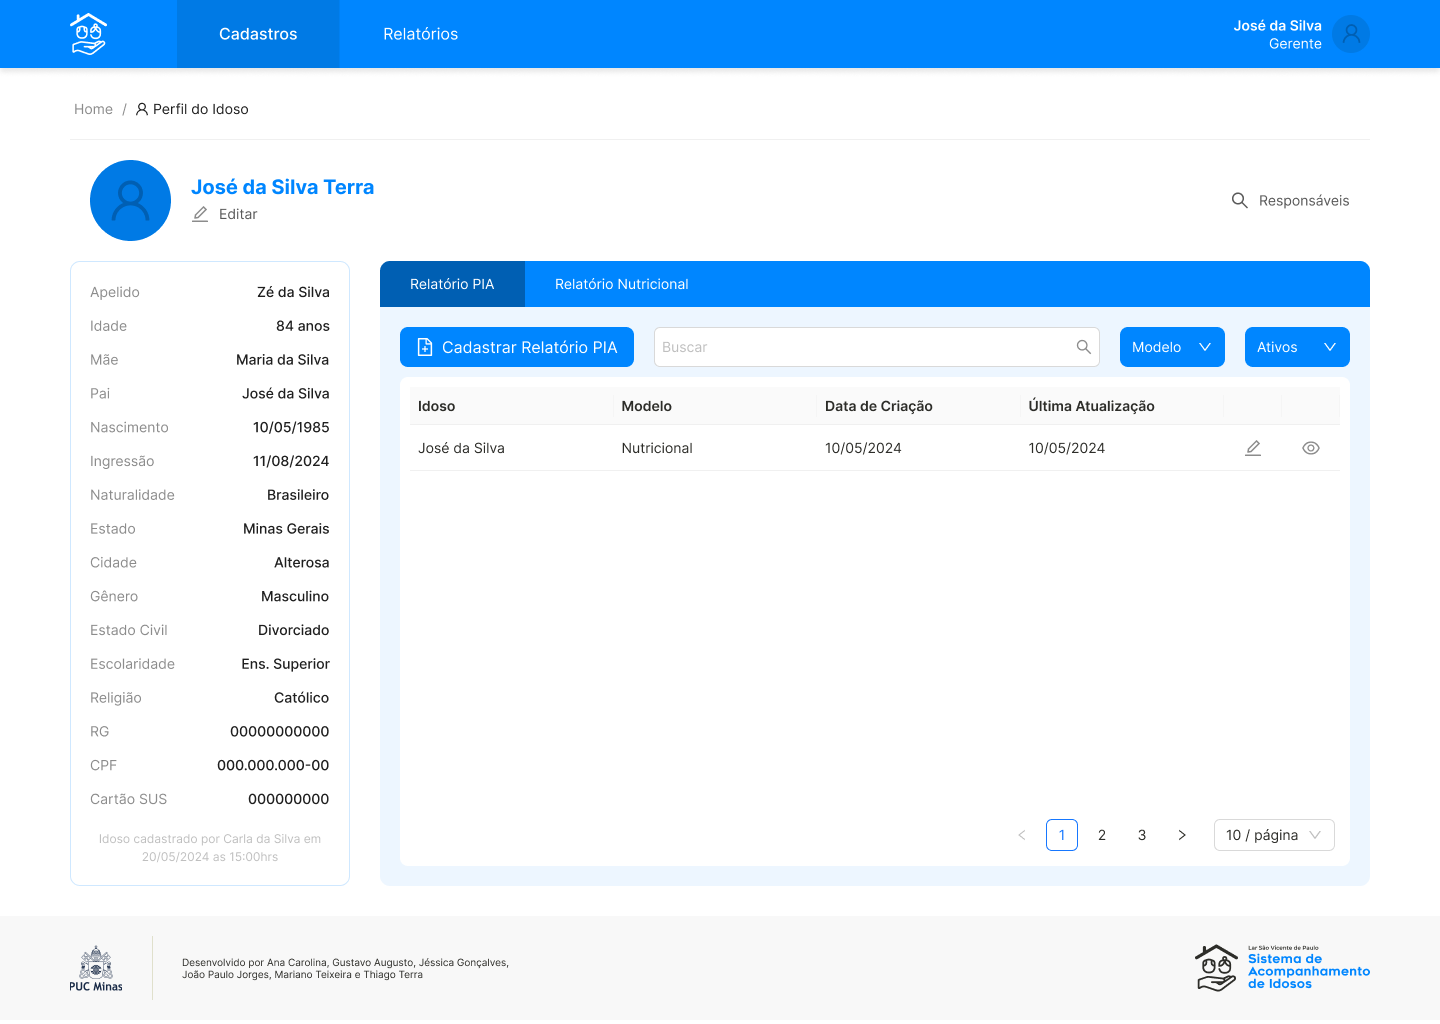 Cadastros
Relatórios
José da Silva
Gerente
Home / Perfil do Idoso
José da Silva Terra
Editar
Responsáveis
Apelido Zé da Silva
Idade 84 anos
Mãe Maria da Silva
Pai José da Silva
Nascimento 10/05/1985
Ingressão 11/08/2024
Naturalidade Brasileiro
Estado Minas Gerais
Cidade Alterosa
Gênero Masculino
Estado Civil Divorciado
Escolaridade Ens. Superior
Religião Católico
RG 00000000000
CPF 000.000.000-00
Cartão SUS 000000000
Idoso cadastrado por Carla da Silva em
20/05/2024 as 15:00hrs
Relatório PIA
Relatório Nutricional
Cadastrar Relatório PIA
Buscar
Modelo
Ativos
Idoso Modelo Data de Criação Última Atualização
José da Silva Nutricional 10/05/2024 10/05/2024
1 2 3
10 / página
PUC Minas
Desenvolvido por Ana Carolina, Gustavo Augusto, Jéssica Gonçalves,
João Paulo Jorges, Mariano Teixeira e Thiago Terra
Lar São Vicente de Paulo
Sistema de
Acompanhamento
de Idosos